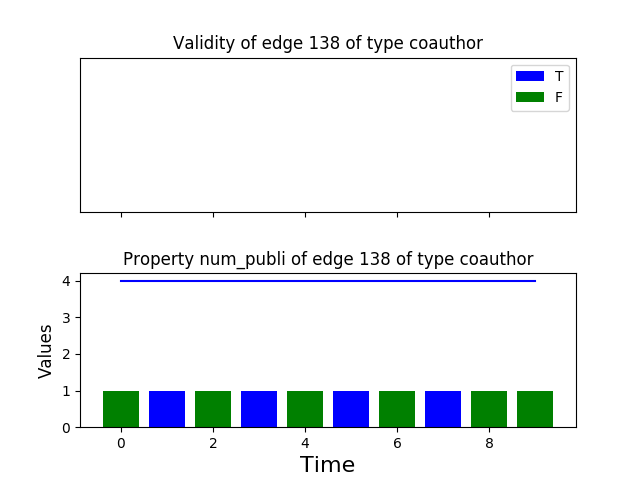 Validity of edge 138 of type coauthor
T
F
Property num_publi of edge 138 of type coauthor
4
3
2
1
0
Values
0 2 4 6 8
Time